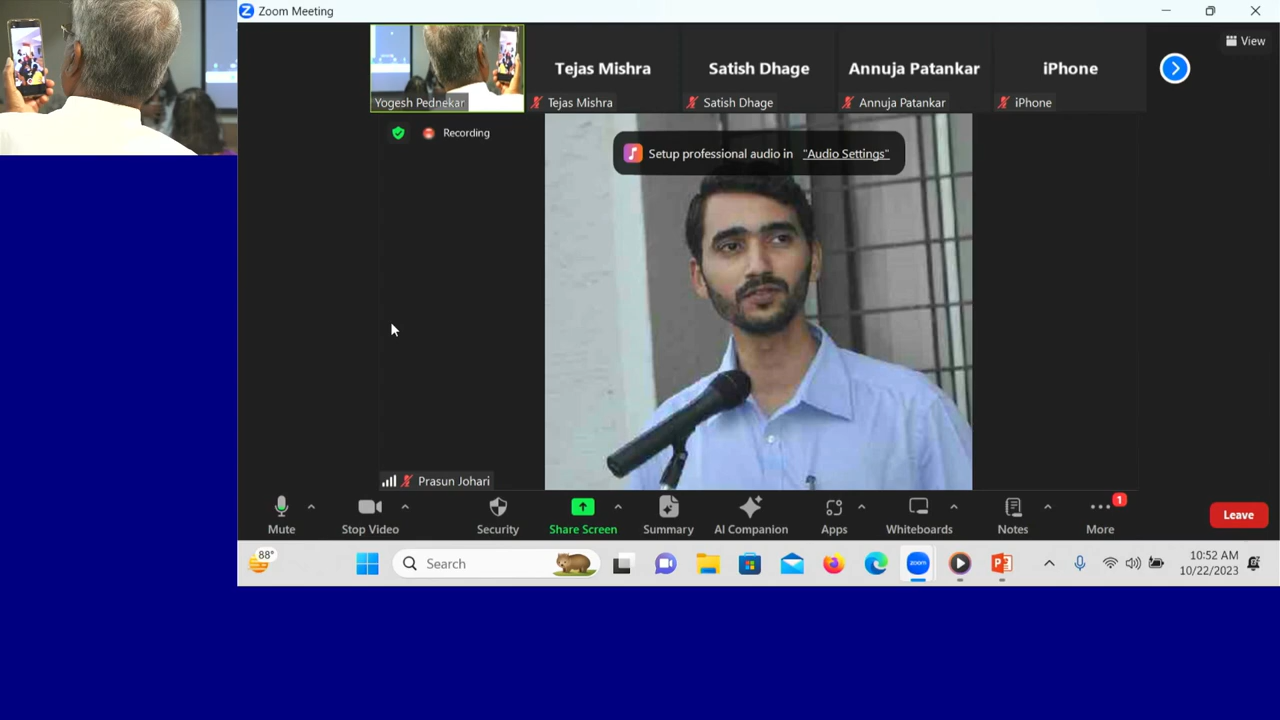 Zoom Meeting
View
Tejas Mishra
Satish Dhage
Annuja Patankar
iPhone
Yogesh Pednekar
Tejas Mishra
Satish Dhage
Annuja Patankar
iPhone
Recording
Setup professional audio in "Audio Settings"
Prasun Johari
1
Mute
Stop Video
Security
Share Screen
Summary
AI Companion
Apps
Whiteboards
Notes
More
Leave
88°
Search
zoom
10:52 AM
10/22/2023